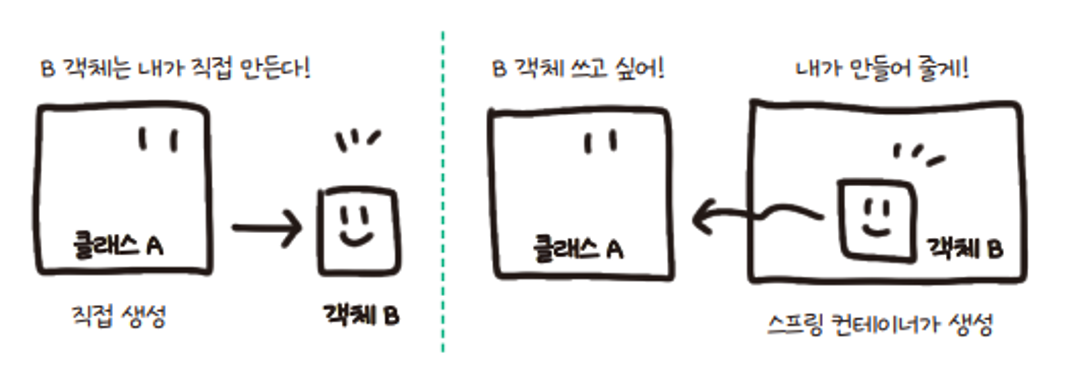 B 객체는 내가 직접 만든다!
클래스 A
직접 생성
객체 B
B 객체 쓰고 싶어!
클래스 A
내가 만들어 줄게!
객체 B
스프링 컨테이너가 생성